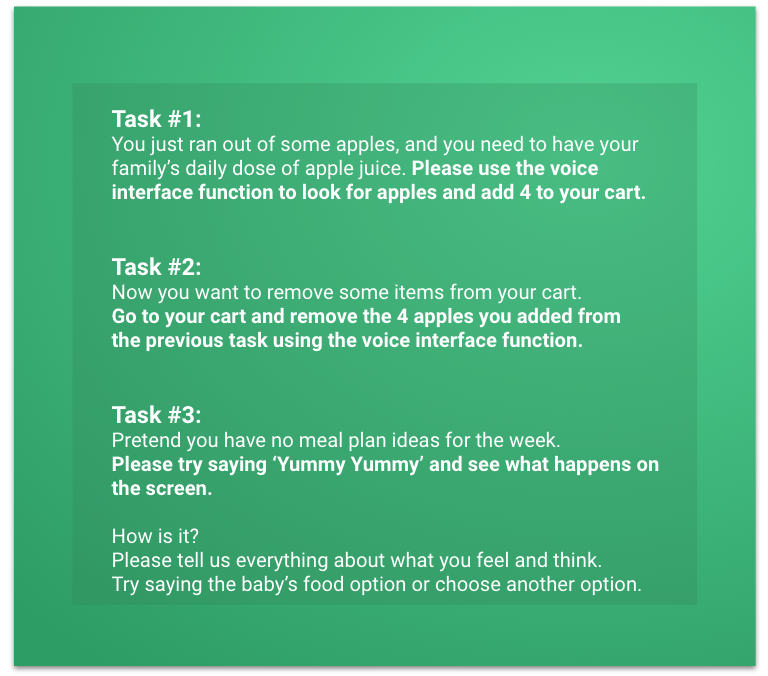 Task #1:
You just ran out of some apples, and you need to have your
family’s daily dose of apple juice. Please use the voice
interface function to look for apples and add 4 to your cart.
Task #2:
Now you want to remove some items from your cart.
Go to your cart and remove the 4 apples you added from
the previous task using the voice interface function.
Task #3:
Pretend you have no meal plan ideas for the week.
Please try saying ‘Yummy Yummy’ and see what happens on
the screen.
How is it?
Please tell us everything about what you feel and think.
Try saying the baby’s food option or choose another option.